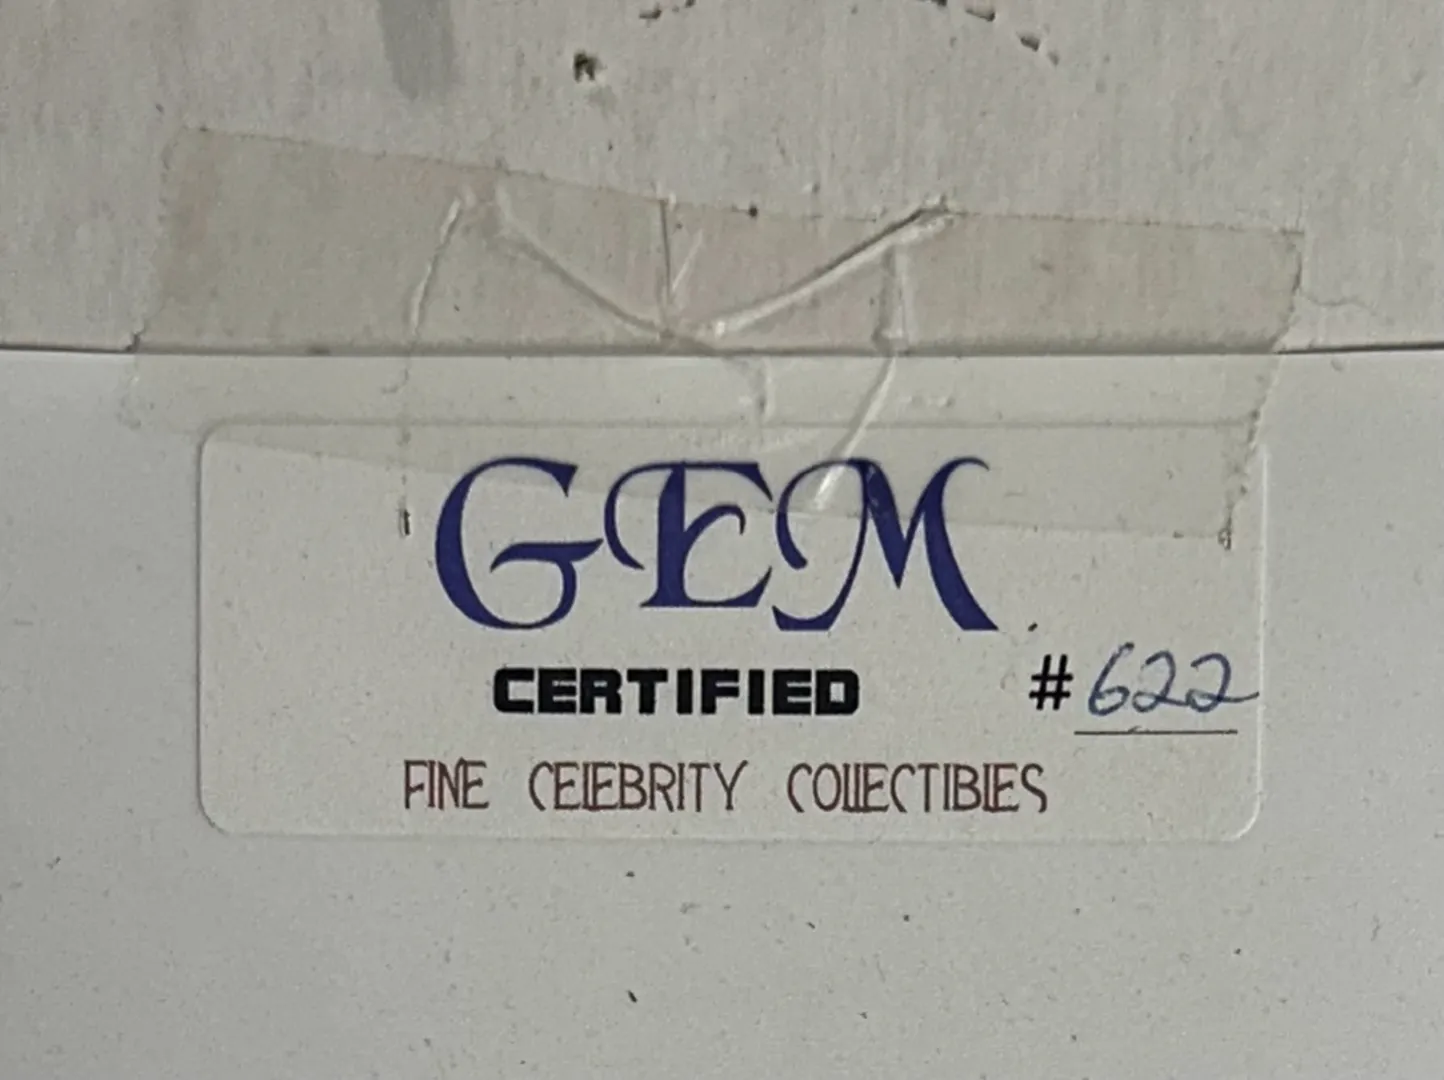 GEM
CERTIFIED #622
FINE CELEBRITY COLLECTIBLES